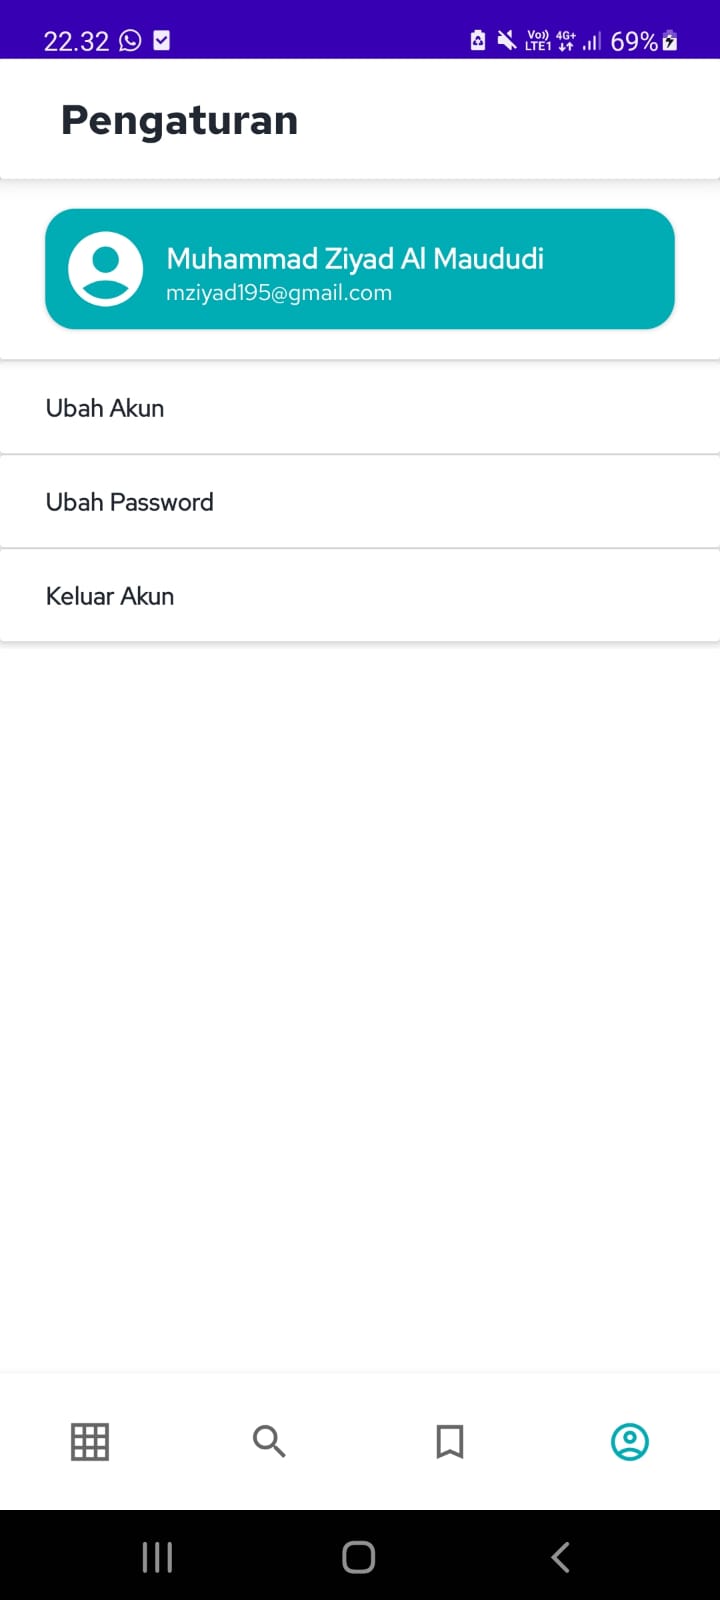 22.32
Vo)) LTE1 4G+ 69%
Pengaturan
Muhammad Ziyad Al Maududi
mziyad195@gmail.com
Ubah Akun
Ubah Password
Keluar Akun